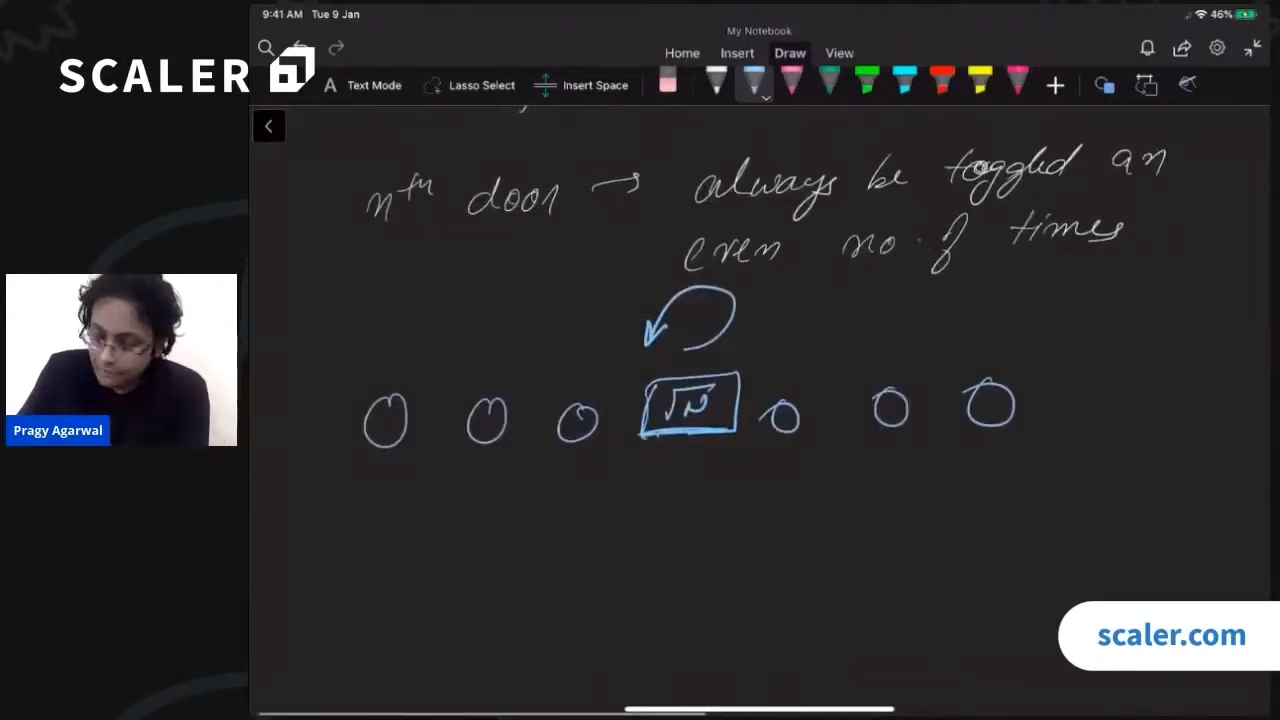 9:41 AM Tue 9 Jan
46%
My Notebook
Home Insert Draw View
SCALER
Text Mode Lasso Select Insert Space
nth door → always be toggled an
even no. of times
√N
Pragy Agarwal
scaler.com